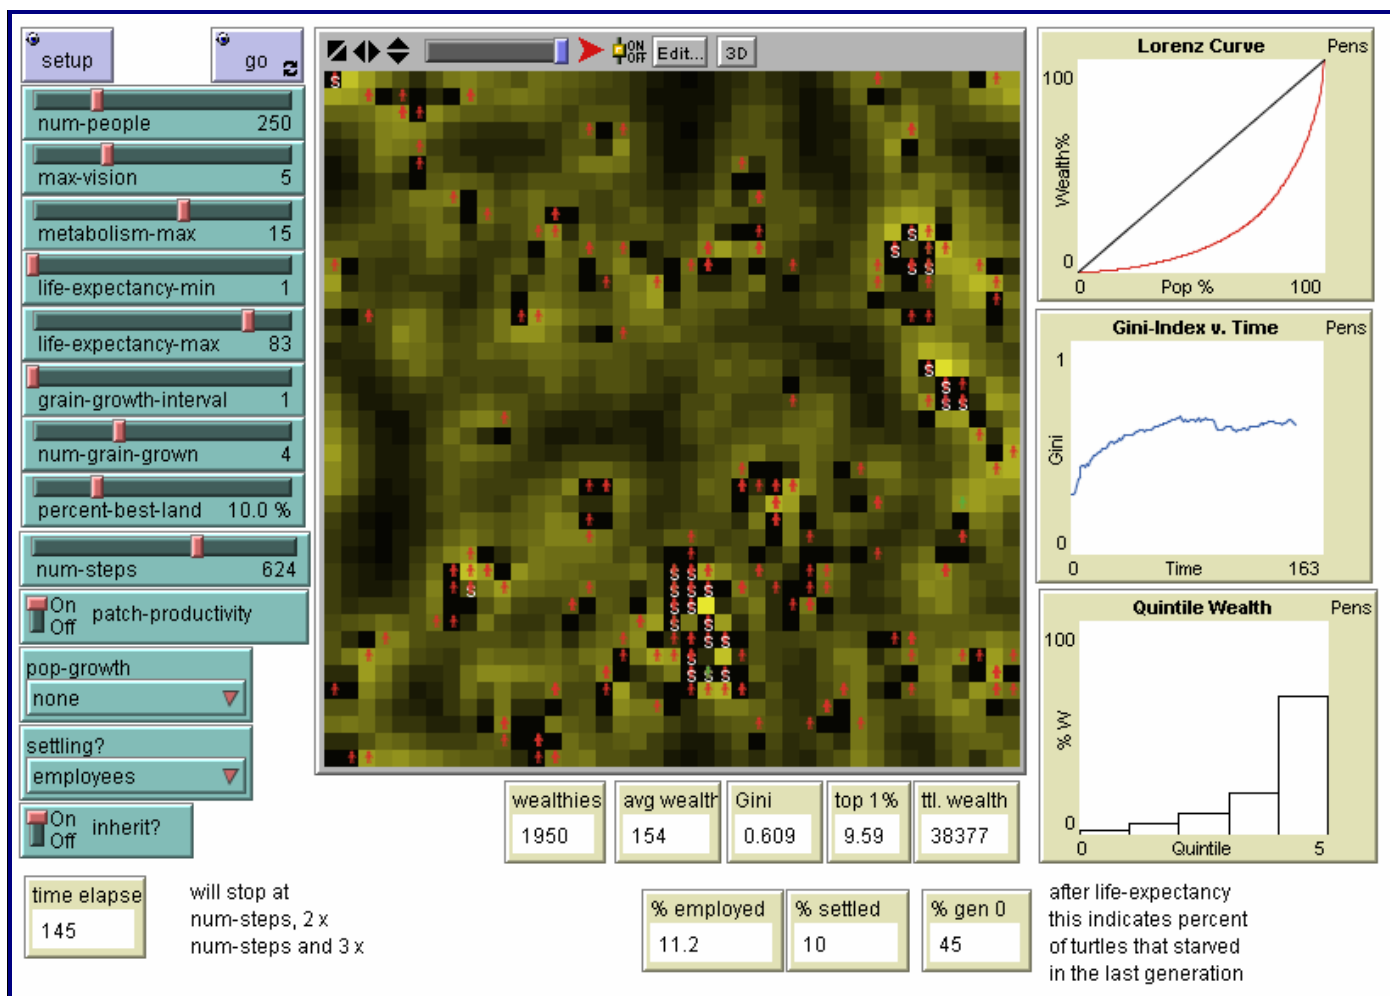 setup
go
num-people 250
max-vision 5
metabolism-max 15
life-expectancy-min 1
life-expectancy-max 83
grain-growth-interval 1
num-grain-grown 4
percent-best-land 10.0 %
num-steps 624
On
Off
patch-productivity
pop-growth
none
settling?
employees
On
Off
inherit?
time elapse
145
will stop at
num-steps, 2 x
num-steps and 3 x
ON
OFF
Edit...
3D
wealthies
1950
avg wealth
154
Gini
0.609
top 1%
9.59
ttl. wealth
38377
% employed
11.2
% settled
10
% gen 0
45
Lorenz Curve
Pens
100
Wealth%
0
0 Pop % 100
Gini-Index v. Time
Pens
1
Gini
0
0 Time 163
Quintile Wealth
Pens
100
% W
0
0 Quintile 5
after life-expectancy
this indicates percent
of turtles that starved
in the last generation